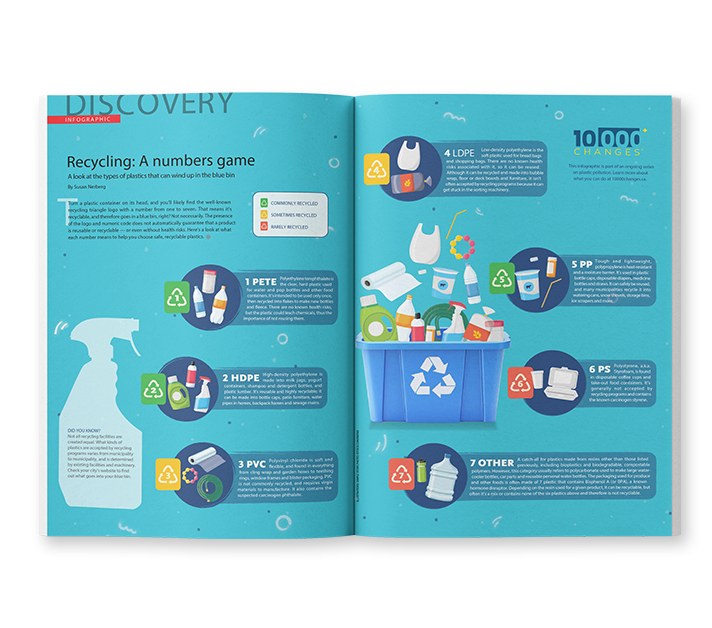 DISCOVERY
INFOGRAPHIC
Recycling: A numbers game
A look at the types of plastics that can wind up in the blue bin
By Susan Nerberg
Turn a plastic container on its head, and you'll likely find the well-known
recycling triangle logo with a number from one to seven. That means it's
recyclable, and therefore goes in a blue bin, right? Not necessarily. The presence
of the logo and numeric code does not automatically guarantee that a product
is reusable or recyclable — or even without health risks. Here's a look at what
each number means to help you choose safe, recyclable plastics.
COMMONLY RECYCLED
SOMETIMES RECYCLED
RARELY RECYCLED
1
1 PETE Polyethylene terephthalate is
the clear, hard plastic used
for water and pop bottles and other food
containers. It's intended to be used only once,
then recycled into flakes to make new bottles
and fleece. There are no known health risks,
but the plastic could leach chemicals, thus the
importance of not reusing them.
2
2 HDPE High-density polyethylene is
made into milk jugs, yogurt
containers, shampoo and detergent bottles, and
plastic lumber. It's reusable and highly recyclable; it
can be made into bottle caps, patio furniture, water
pipes in homes, backpack frames and sewage mains.
DID YOU KNOW?
Not all recycling facilities are
created equal. What kinds of
plastics are accepted by recycling
programs varies from municipality
to municipality, and is determined
by existing facilities and machinery.
Check your city's website to find
out what goes into your blue bin.
3
3 PVC Polyvinyl chloride is soft and
flexible, and found in everything
from cling wrap and garden hoses to teething
rings, window frames and blister packaging. PVC
is not commonly recycled, and requires virgin
materials to manufacture. It also contains the
suspected carcinogen phthalate.
4
4 LDPE Low-density polyethylene is the
soft plastic used for bread bags
and shopping bags. There are no known health
risks associated with it, so it can be reused.
Although it can be recycled and made into bubble
wrap, floor or deck boards and furniture, it isn't
often accepted by recycling programs because it can
get stuck in the sorting machinery.
10000
CHANGES
This infographic is part of an ongoing series
on plastic pollution. Learn more about
what you can do at 10000changes.ca
5
5 PP Tough and lightweight,
polypropylene is heat-resistant
and a moisture barrier. It's used in plastic
bottle caps, disposable diapers, medicine
bottles and straws. It can safely be reused,
and many municipalities recycle it into
watering cans, snow shovels, storage bins,
ice scrapers and more.
6
6 PS Polystyrene, a.k.a.
Styrofoam, is found
in disposable coffee cups and
take-out food containers. It's
generally not accepted by
recycling programs and contains
the known carcinogen styrene.
7
7 OTHER A catch-all for plastics made from resins other than those listed
previously, including bioplastics and biodegradable, compostable
polymers. However, this category usually refers to polycarbonate used to make large water-
cooler bottles, car parts and reusable personal water bottles. The packaging used for produce
and other foods is often made of 7 plastic that contains Bisphenol A (or BPA), a known
hormone disruptor. Depending on the resin used for a given product, it can be recyclable, but
often it's a mix or contains none of the six plastics above and therefore is not recyclable.